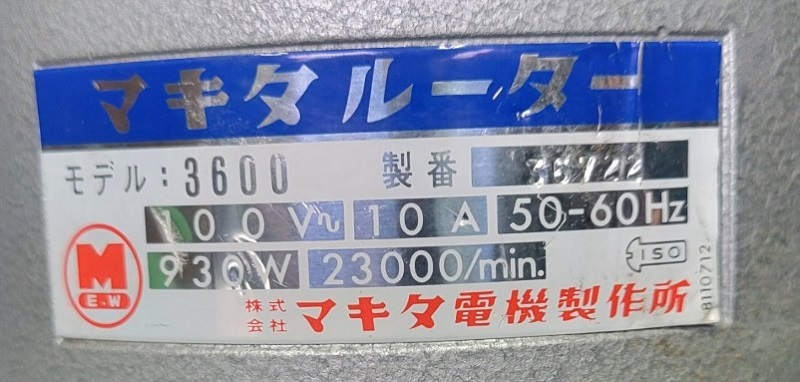 マキタルーター
モデル:3600 製番
100V∿ 10A 50-60Hz
930W 23000/min.
ISO
M
E.W
株式会社 マキタ電機製作所
8110712